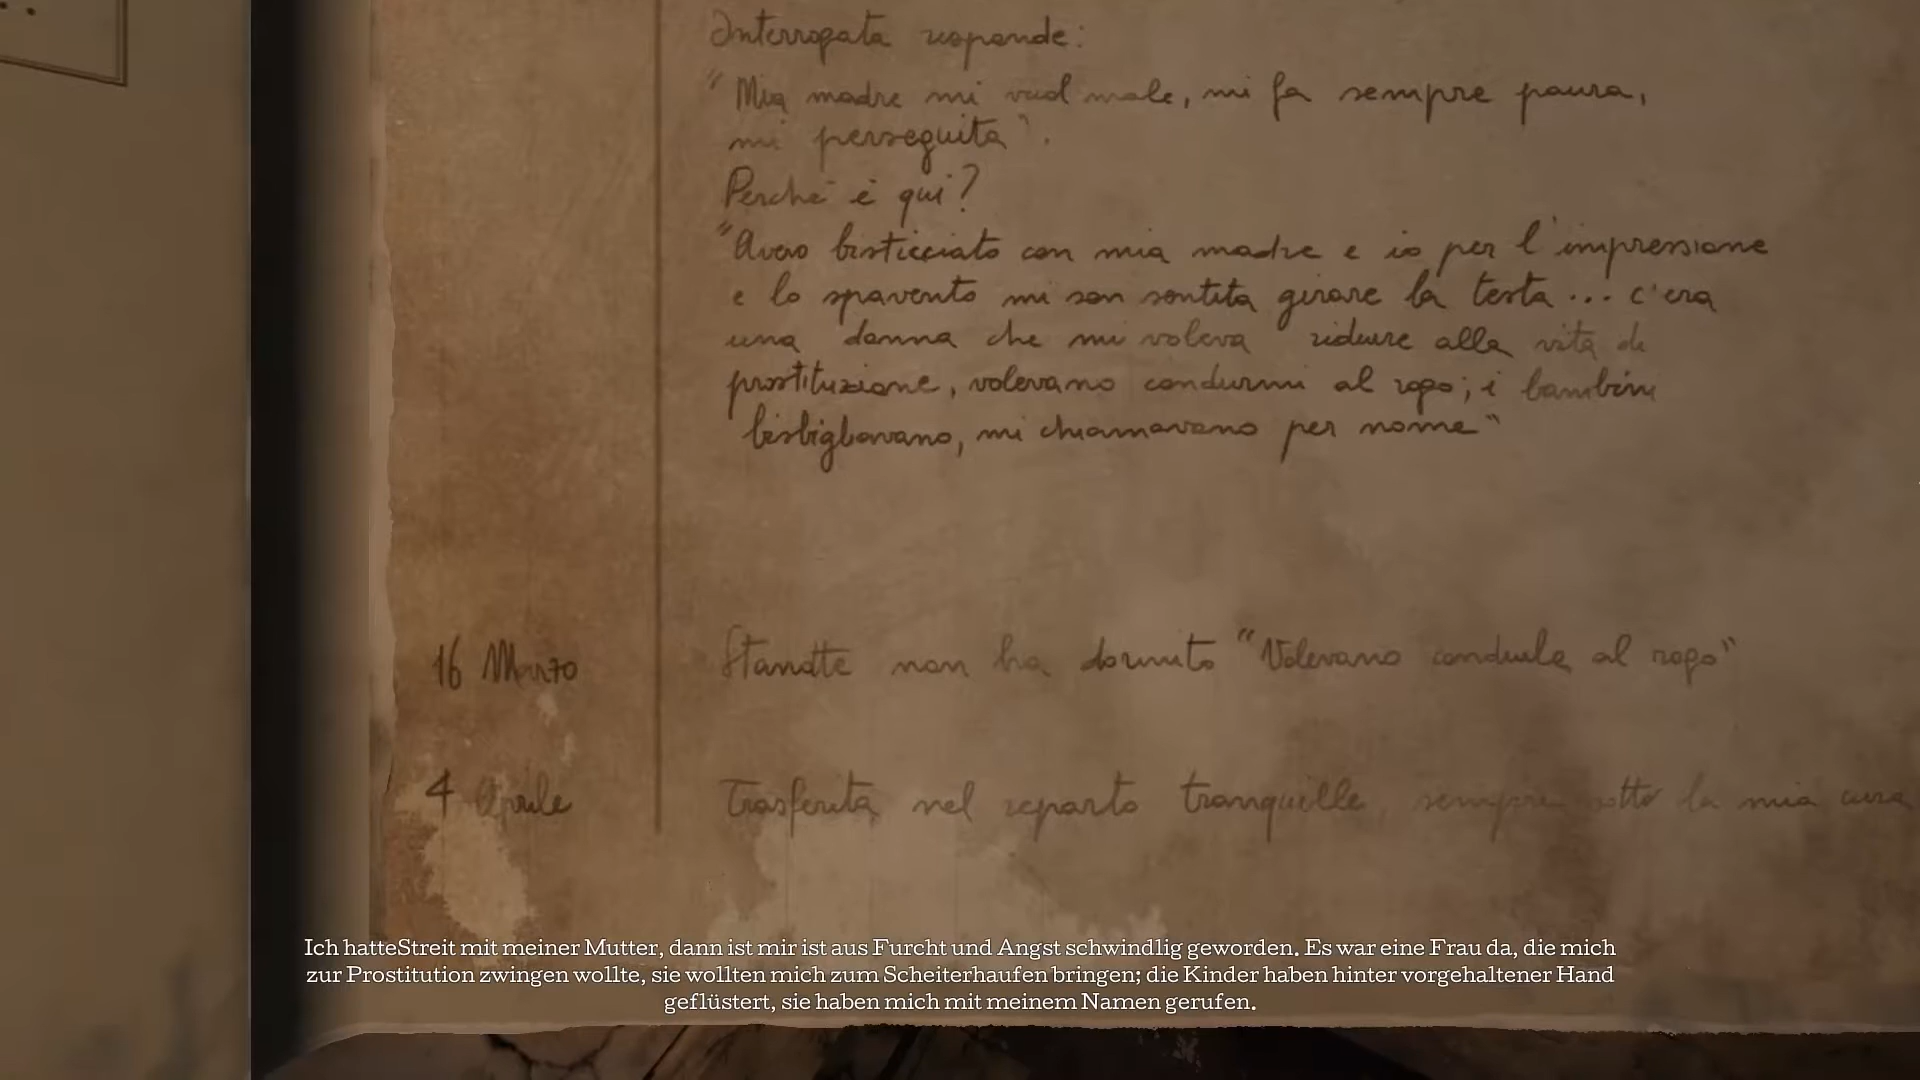 Interrogata risponde:
"Mia madre mi vuol male, mi fa sempre paura,
mi perseguita".
Perchè è qui?
"Avevo bisticciato con mia madre e io per l'impressione
e lo spavento mi son sentita girare la testa... c'era
una donna che mi voleva ridurre alla vita di
prostituzione, volevano condurmi al rogo; i bambini
bisbigliavano, mi chiamavano per nome"
16 Marzo Stanotte non ha dormito "Volevano condurla al rogo"
4 Aprile Trasferita nel reparto tranquille, sempre sotto la mia cura
Ich hatteStreit mit meiner Mutter, dann ist mir ist aus Furcht und Angst schwindlig geworden. Es war eine Frau da, die mich
zur Prostitution zwingen wollte, sie wollten mich zum Scheiterhaufen bringen; die Kinder haben hinter vorgehaltener Hand
geflüstert, sie haben mich mit meinem Namen gerufen.